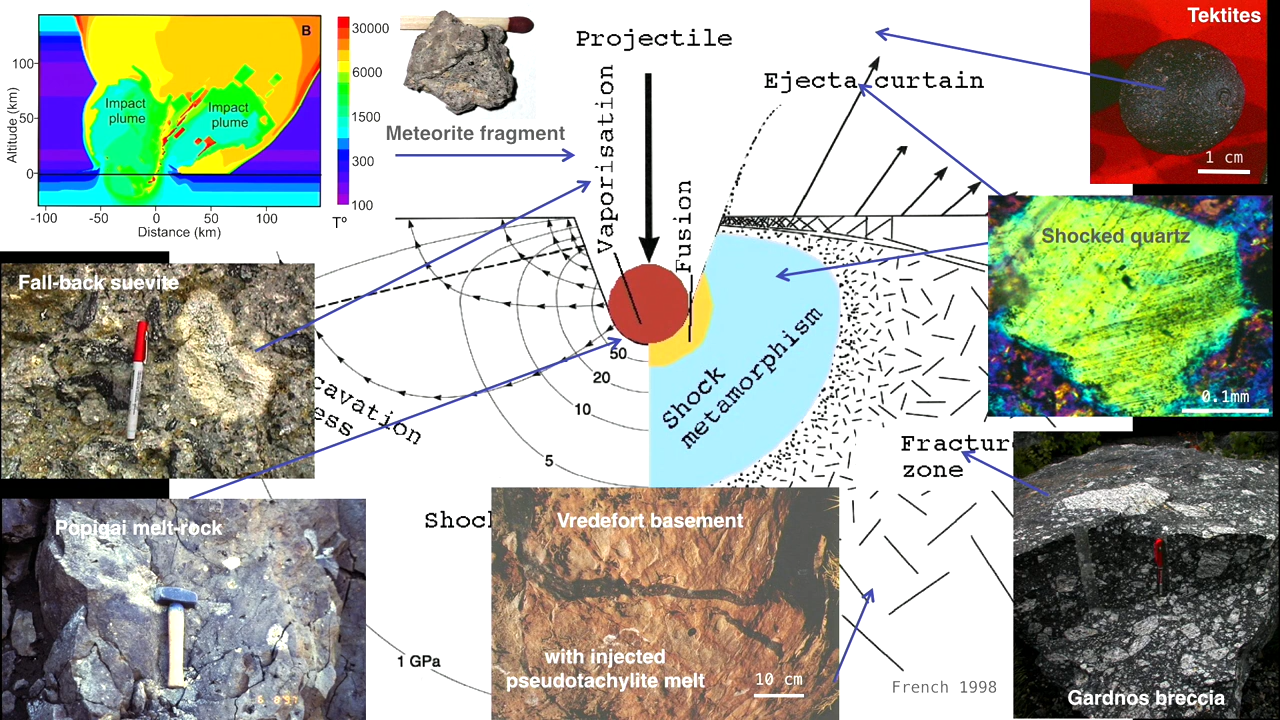 B
Impact
plume
Impact
plume
Altitude (km)
100
50
0
-100
-50
0
50
100
Distance (km)
30000
6000
1500
300
100
T°
Meteorite fragment
Projectile
Vaporisation
Fusion
Ejecta curtain
Tektites
1 cm
Shocked quartz
0.1mm
Fall-back suevite
cavation
ess
50
20
10
5
1 GPa
Shock
metamorphism
Fractur
zone
Popigai melt-rock
Shoc
Vredefort basement
with injected
pseudotachylite melt
10 cm
French 1998
Gardnos breccia